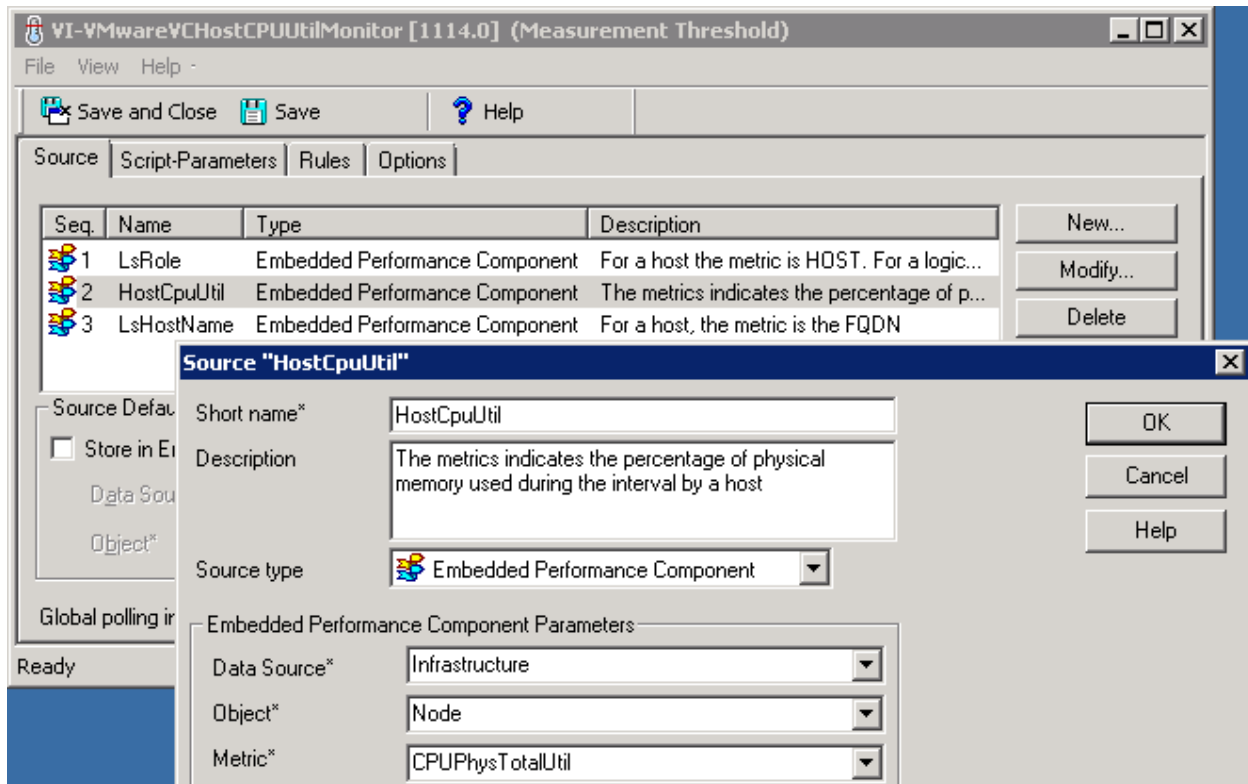 VI-VMwareVCHostCPUUtilMonitor [1114.0] (Measurement Threshold)
File View Help
Save and Close Save Help
Source Script-Parameters Rules Options
Seq. Name Type Description
1 LsRole Embedded Performance Component For a host the metric is HOST. For a logic...
2 HostCpuUtil Embedded Performance Component The metrics indicates the percentage of p...
3 LsHostName Embedded Performance Component For a host, the metric is the FQDN
New...
Modify...
Delete
Source "HostCpuUtil"
Source Defau
Store in E
Data Sou
Object*
Global polling in
Ready
Short name* HostCpuUtil
Description The metrics indicates the percentage of physical
memory used during the interval by a host
Source type Embedded Performance Component
OK
Cancel
Help
Embedded Performance Component Parameters
Data Source* Infrastructure
Object* Node
Metric* CPUPhysTotalUtil